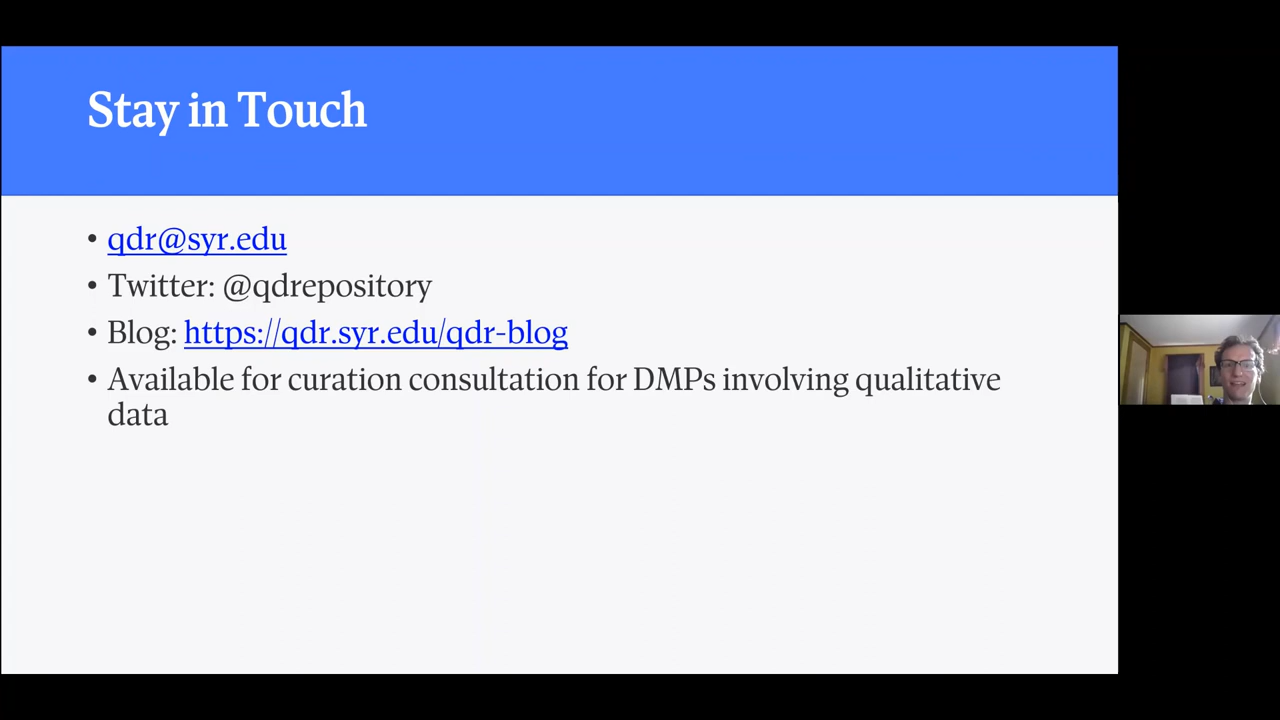 Stay in Touch
• qdr@syr.edu
• Twitter: @qdrepository
• Blog: https://qdr.syr.edu/qdr-blog
• Available for curation consultation for DMPs involving qualitative
data